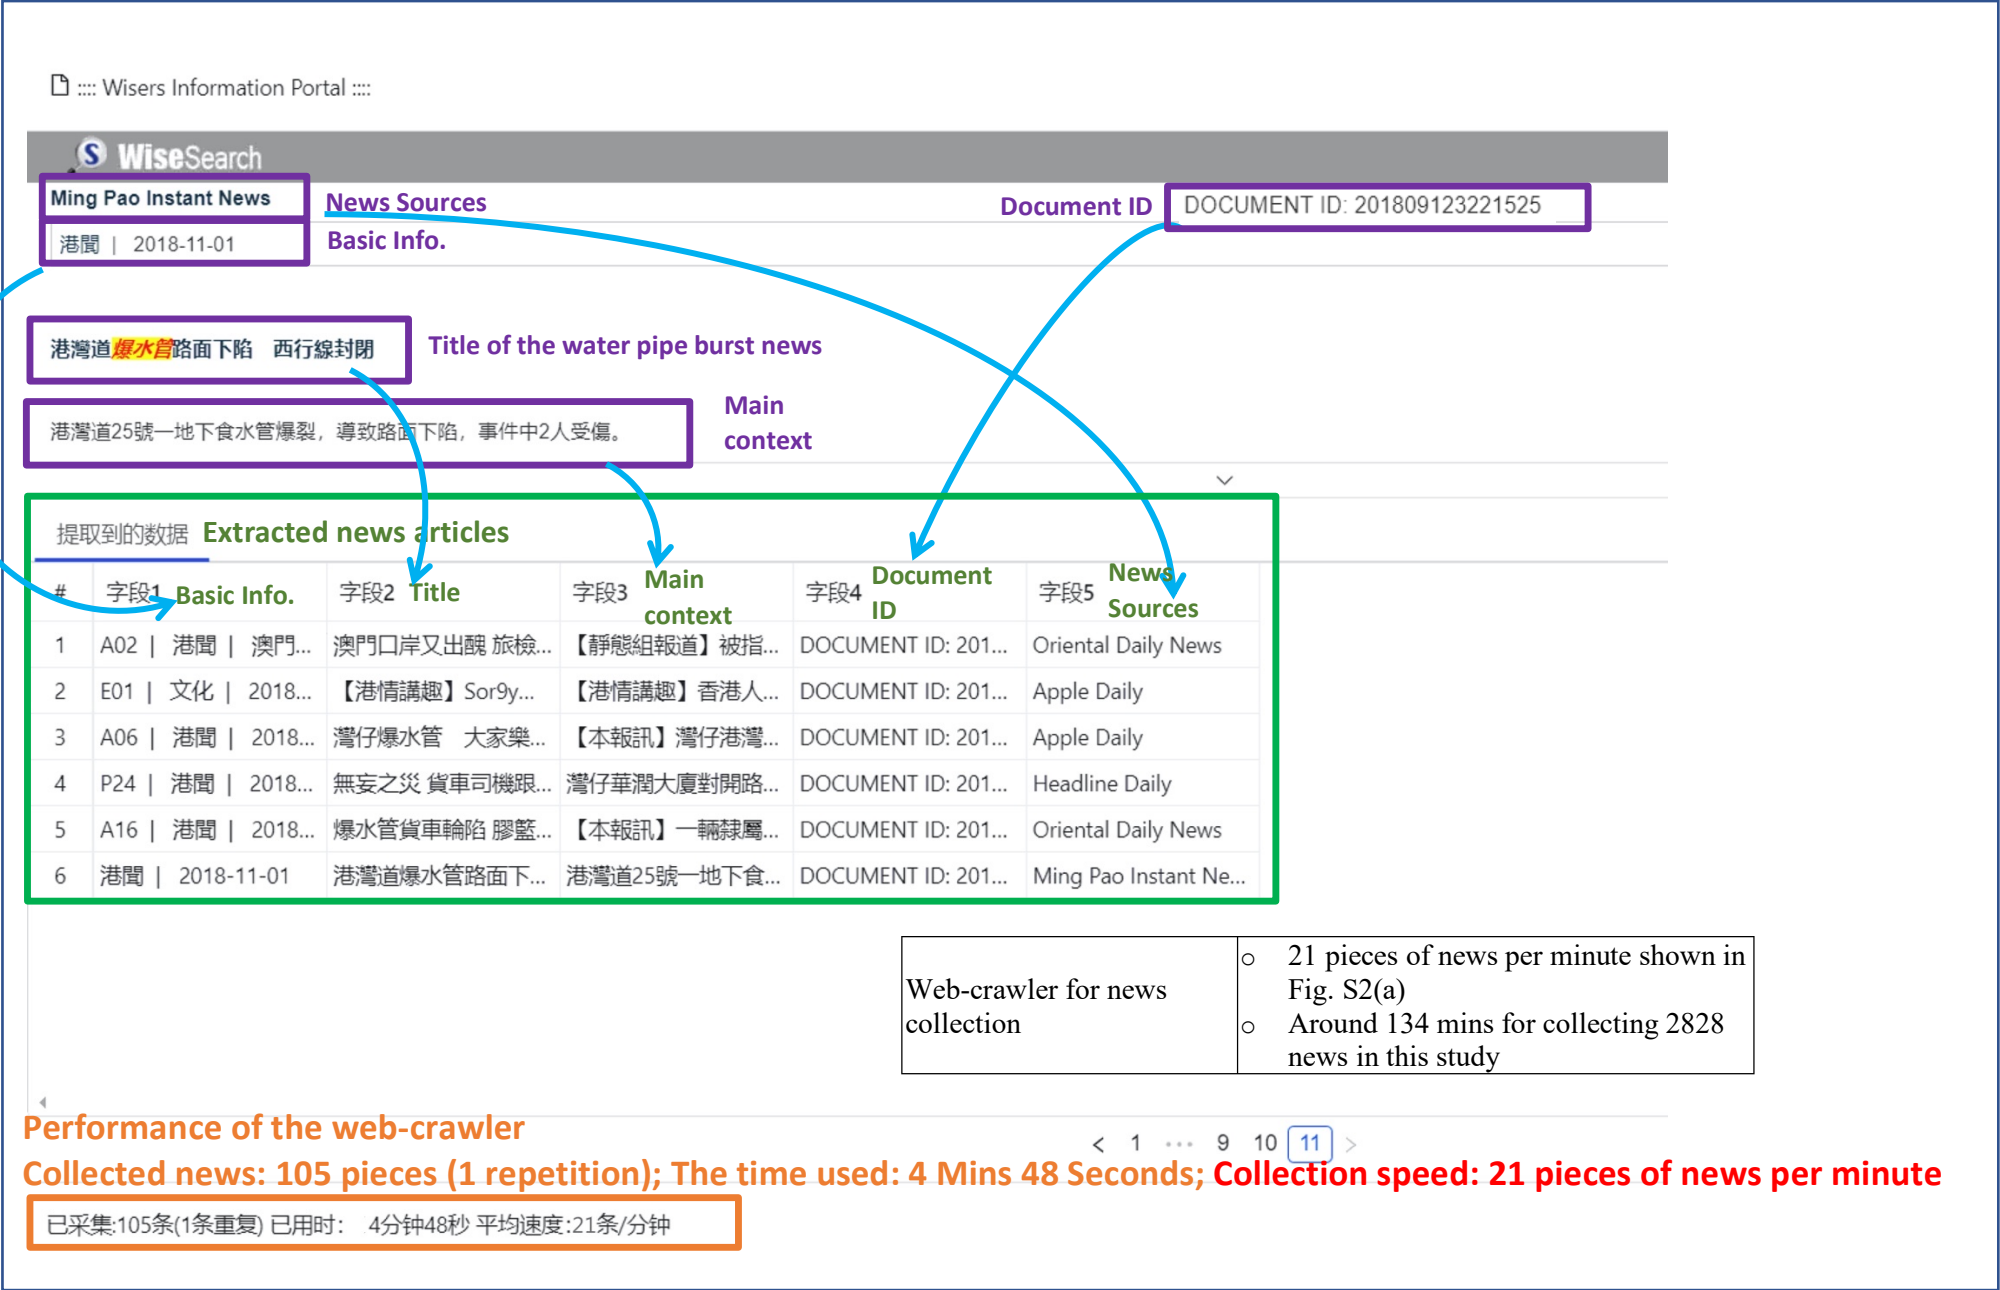 :::: Wisers Information Portal ::::
WiseSearch
Ming Pao Instant News
News Sources
Document ID
DOCUMENT ID: 201809123221525
港聞 | 2018-11-01
Basic Info.
港灣道爆水管路面下陷 西行線封閉
Title of the water pipe burst news
港灣道25號一地下食水管爆裂，導致路面下陷，事件中2人受傷。
Main
context
提取到的数据 Extracted news articles
# 字段1 Basic Info. 字段2 Title 字段3 Main context 字段4 Document ID 字段5 News Sources
1 A02 | 港聞 | 澳門... 澳門口岸又出醜 旅檢... 【靜態組報道】被指... DOCUMENT ID: 201... Oriental Daily News
2 E01 | 文化 | 2018... 【港情講趣】Sor9y... 【港情講趣】香港人... DOCUMENT ID: 201... Apple Daily
3 A06 | 港聞 | 2018... 灣仔爆水管 大家樂... 【本報訊】灣仔港灣... DOCUMENT ID: 201... Apple Daily
4 P24 | 港聞 | 2018... 無妄之災 貨車司機跟... 灣仔華潤大廈對開路... DOCUMENT ID: 201... Headline Daily
5 A16 | 港聞 | 2018... 爆水管貨車輪陷 膠籃... 【本報訊】一輛隸屬... DOCUMENT ID: 201... Oriental Daily News
6 港聞 | 2018-11-01 港灣道爆水管路面下... 港灣道25號一地下食... DOCUMENT ID: 201... Ming Pao Instant Ne...
Web-crawler for news
collection
o 21 pieces of news per minute shown in
Fig. S2(a)
o Around 134 mins for collecting 2828
news in this study
Performance of the web-crawler
< 1 ··· 9 10 11 >
Collected news: 105 pieces (1 repetition); The time used: 4 Mins 48 Seconds; Collection speed: 21 pieces of news per minute
已采集:105条(1条重复) 已用时： 4分钟48秒 平均速度:21条/分钟